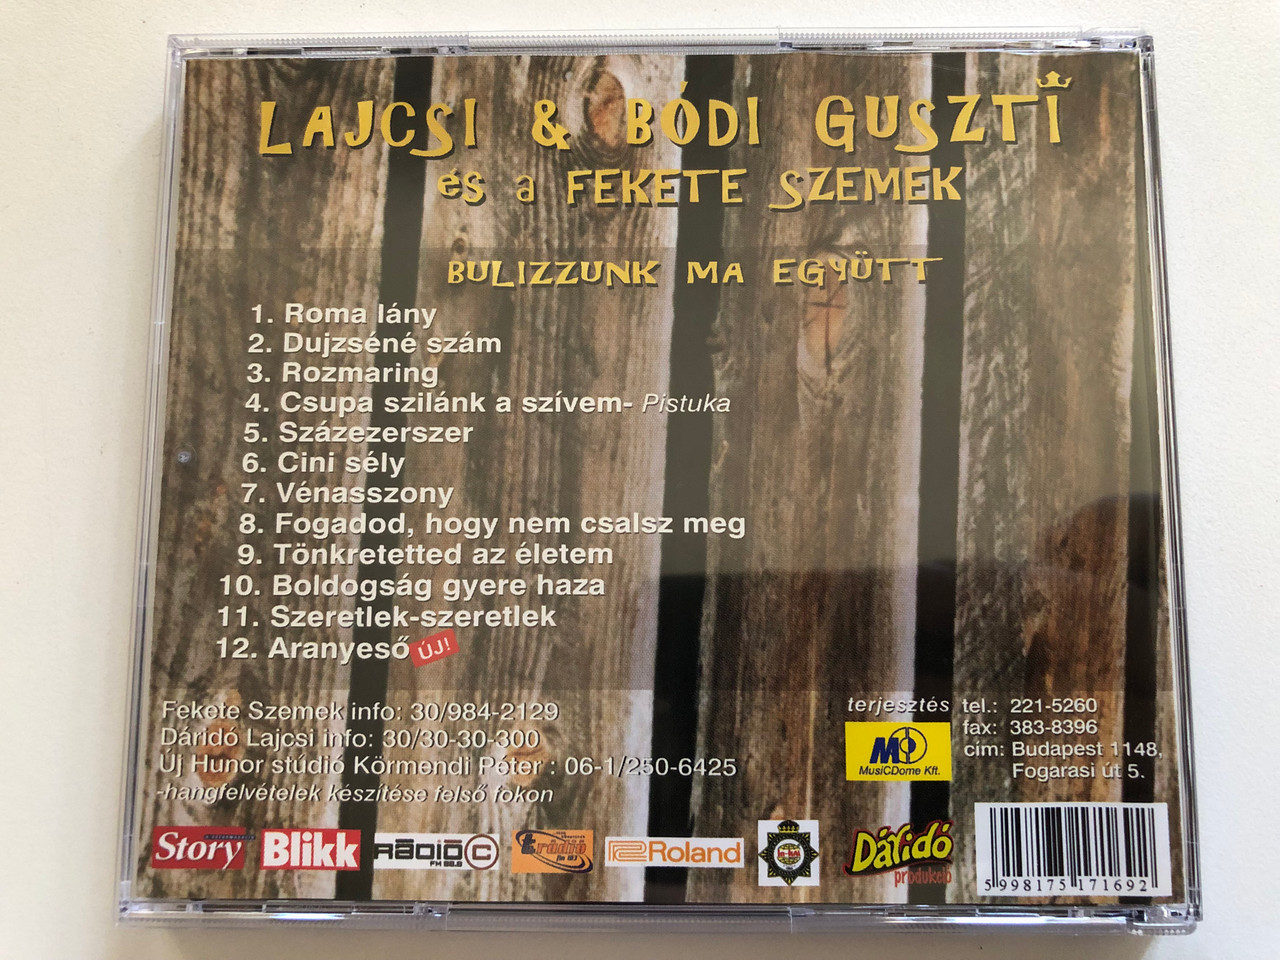 LAJCSI & BÓDI GUSZTI
és a FEKETE SZEMEK
BULIZZUNK MA EGYÜTT
1. Roma lány
2. Dujzséné szám
3. Rozmaring
4. Csupa szilánk a szívem- Pistuka
5. Százezerszer
6. Cini sély
7. Vénasszony
8. Fogadod, hogy nem csalsz meg
9. Tönkretetted az életem
10. Boldogság gyere haza
11. Szeretlek-szeretlek
12. Aranyeső ÚJ!
Fekete Szemek info: 30/984-2129
Dáridó Lajcsi info: 30/30-30-300
Új Hunor stúdió Körmendi Péter : 06-1/250-6425
-hangfelvételek készítése felső fokon
terjesztés
MusiCDome Kft.
tel.: 221-5260
fax: 383-8396
cím: Budapest 1148,
Fogarasi út 5.
Story
Blikk
RADIO C
FM 88.8
rádió
Roland
Dáridó
produkció
5 998175 171692